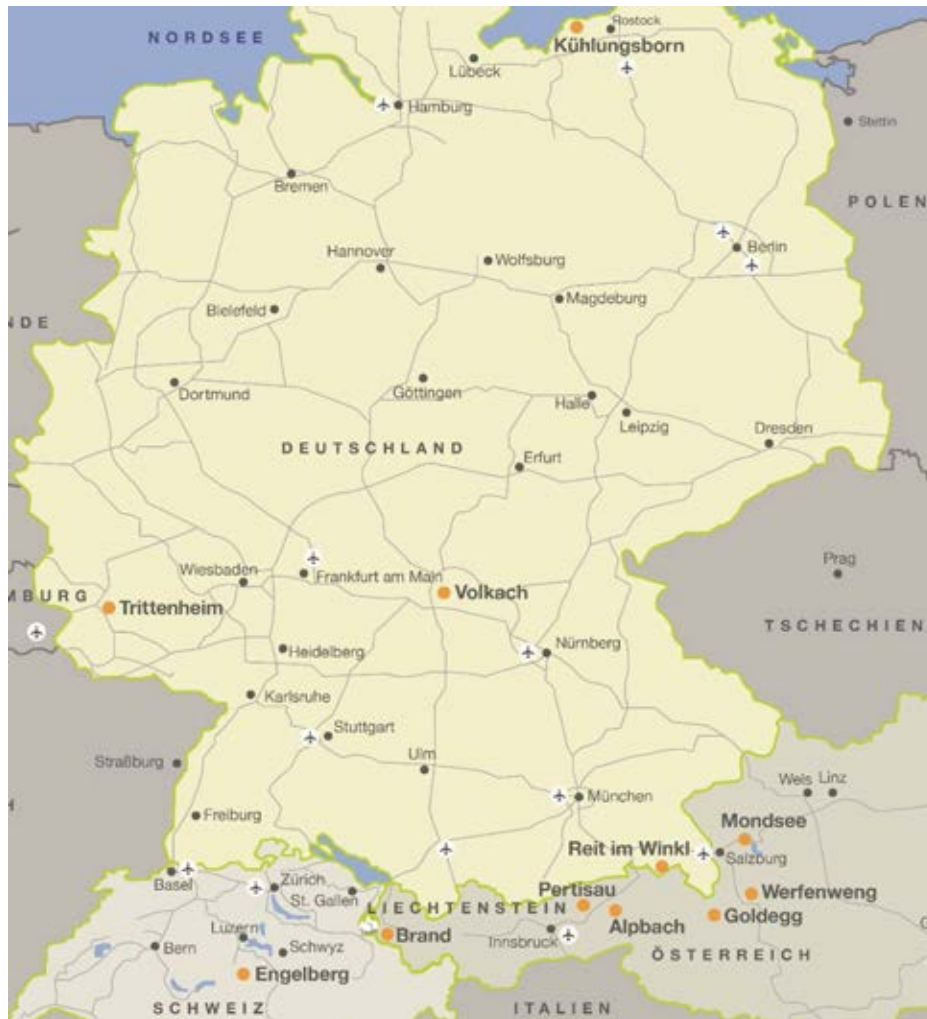 NORDSEE
Rostock
Kühlungsborn
Lübeck
Hamburg
Stettin
Bremen
POLEN
Hannover
Wolfsburg
Berlin
Bielefeld
Magdeburg
NDE
Dortmund
Göttingen
Halle
Leipzig
Dresden
DEUTSCHLAND
Erfurt
Prag
Wiesbaden
Frankfurt am Main
Volkach
MBURG
Trittenheim
TSCHECHIEN
Heidelberg
Nürnberg
Karlsruhe
Stuttgart
Ulm
Straßburg
München
Wels
Linz
Freiburg
Mondsee
Reit im Winkl
Salzburg
Basel
Zürich
St. Gallen
Pertisau
Werfenweng
LIECHTENSTEIN
Alpbach
Goldegg
Luzern
Brand
Innsbruck
Bern
Schwyz
ÖSTERREICH
Engelberg
SCHWEIZ
ITALIEN